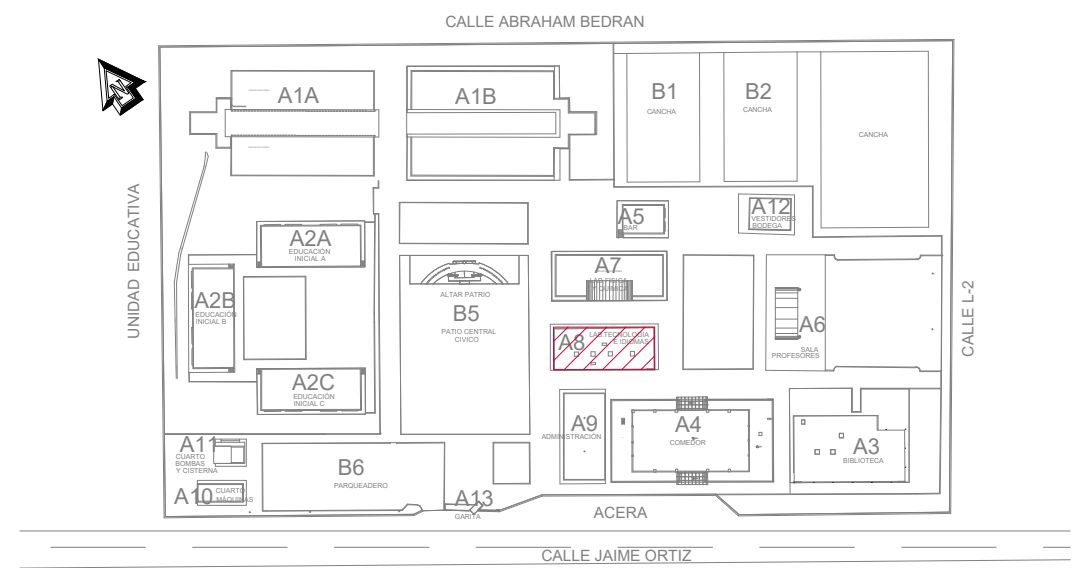 CALLE ABRAHAM BEDRAN
N
A1A
A1B
B1
CANCHA
B2
CANCHA
CANCHA
UNIDAD EDUCATIVA
A2A
EDUCACIÓN
INICIAL A
A2B
EDUCACIÓN
INICIAL B
A2C
EDUCACIÓN
INICIAL C
ALTAR PATRIO
B5
PATIO CENTRAL
CIVICO
A5
BAR
A12
VESTIDORES
BODEGA
A7
LAB FISICA
Y QUIMICA
A8
LAB.TECNOLOGIA
E IDIOMAS
A6
SALA
PROFESORES
CALLE L-2
A9
ADMINISTRACIÓN
A4
COMEDOR
A3
BIBLIOTECA
A11
CUARTO
BOMBAS
Y CISTERNA
A10
CUARTO
MÁQUINAS
B6
PARQUEADERO
A13
GARITA
ACERA
CALLE JAIME ORTIZ